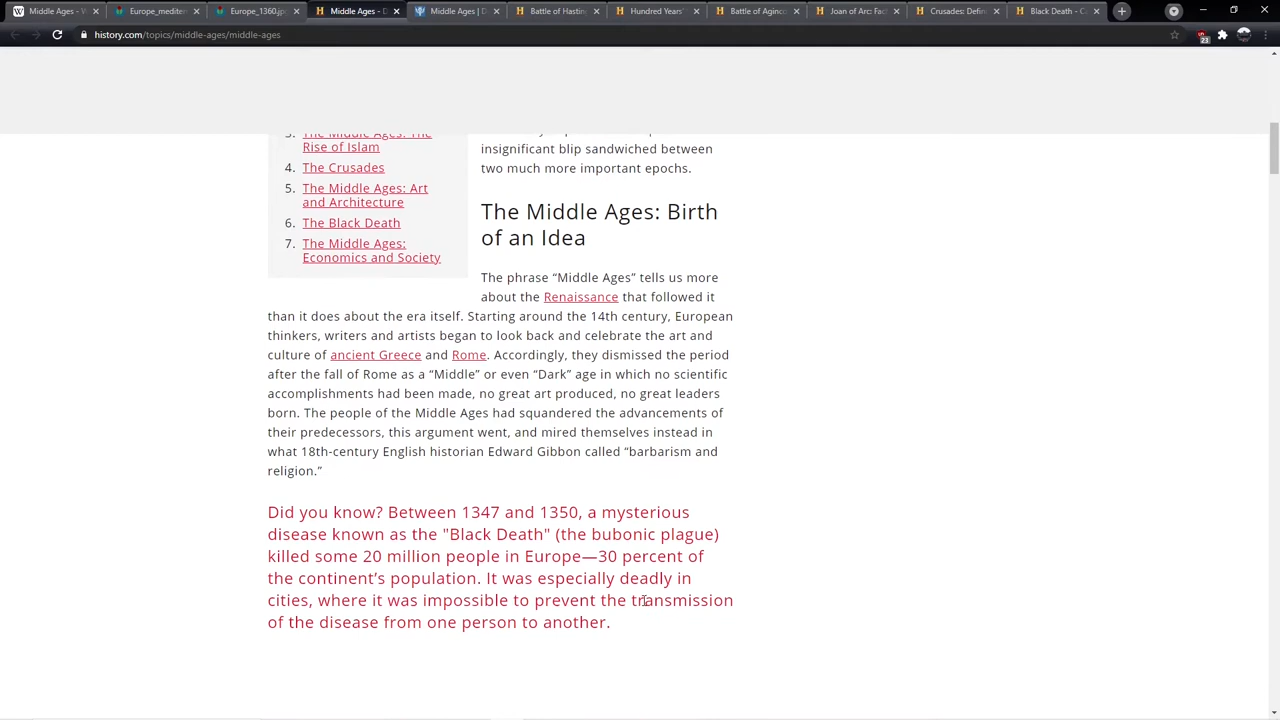 Middle Ages - W
Europe_mediter
Europe_1360.jpg
Middle Ages - D
Middle Ages | D
Battle of Hasting
Hundred Years'
Battle of Aginco
Joan of Arc: Fac
Crusades: Defin
Black Death - Ca
history.com/topics/middle-ages/middle-ages
23
The Middle Ages: The
Rise of Islam
4. The Crusades
5. The Middle Ages: Art
and Architecture
6. The Black Death
7. The Middle Ages:
Economics and Society
insignificant blip sandwiched between
two much more important epochs.
The Middle Ages: Birth
of an Idea
The phrase “Middle Ages” tells us more
about the Renaissance that followed it
than it does about the era itself. Starting around the 14th century, European
thinkers, writers and artists began to look back and celebrate the art and
culture of ancient Greece and Rome. Accordingly, they dismissed the period
after the fall of Rome as a “Middle” or even “Dark” age in which no scientific
accomplishments had been made, no great art produced, no great leaders
born. The people of the Middle Ages had squandered the advancements of
their predecessors, this argument went, and mired themselves instead in
what 18th-century English historian Edward Gibbon called “barbarism and
religion.”
Did you know? Between 1347 and 1350, a mysterious
disease known as the "Black Death" (the bubonic plague)
killed some 20 million people in Europe—30 percent of
the continent’s population. It was especially deadly in
cities, where it was impossible to prevent the transmission
of the disease from one person to another.